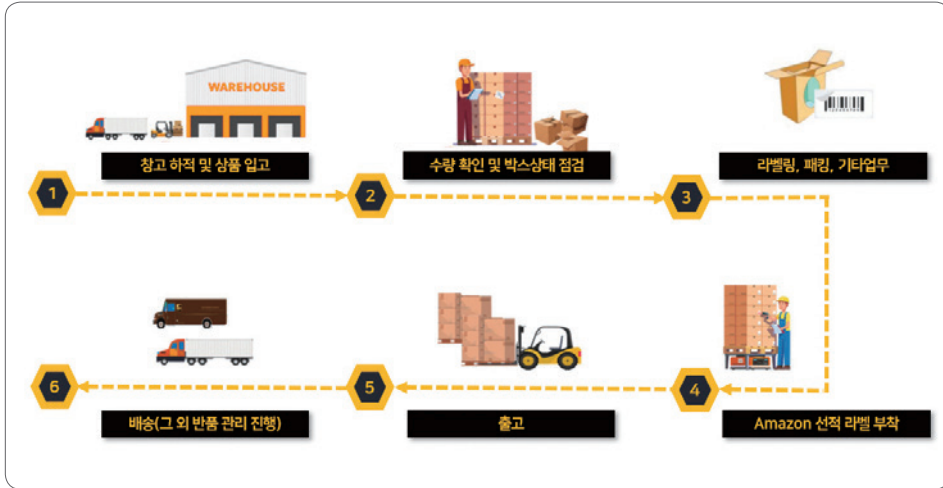 WAREHOUSE
창고 하적 및 상품 입고
수량 확인 및 박스상태 점검
라벨링, 패킹, 기타업무
1
2
3
6
5
4
배송(그 외 반품 관리 진행)
출고
Amazon 선적 라벨 부착